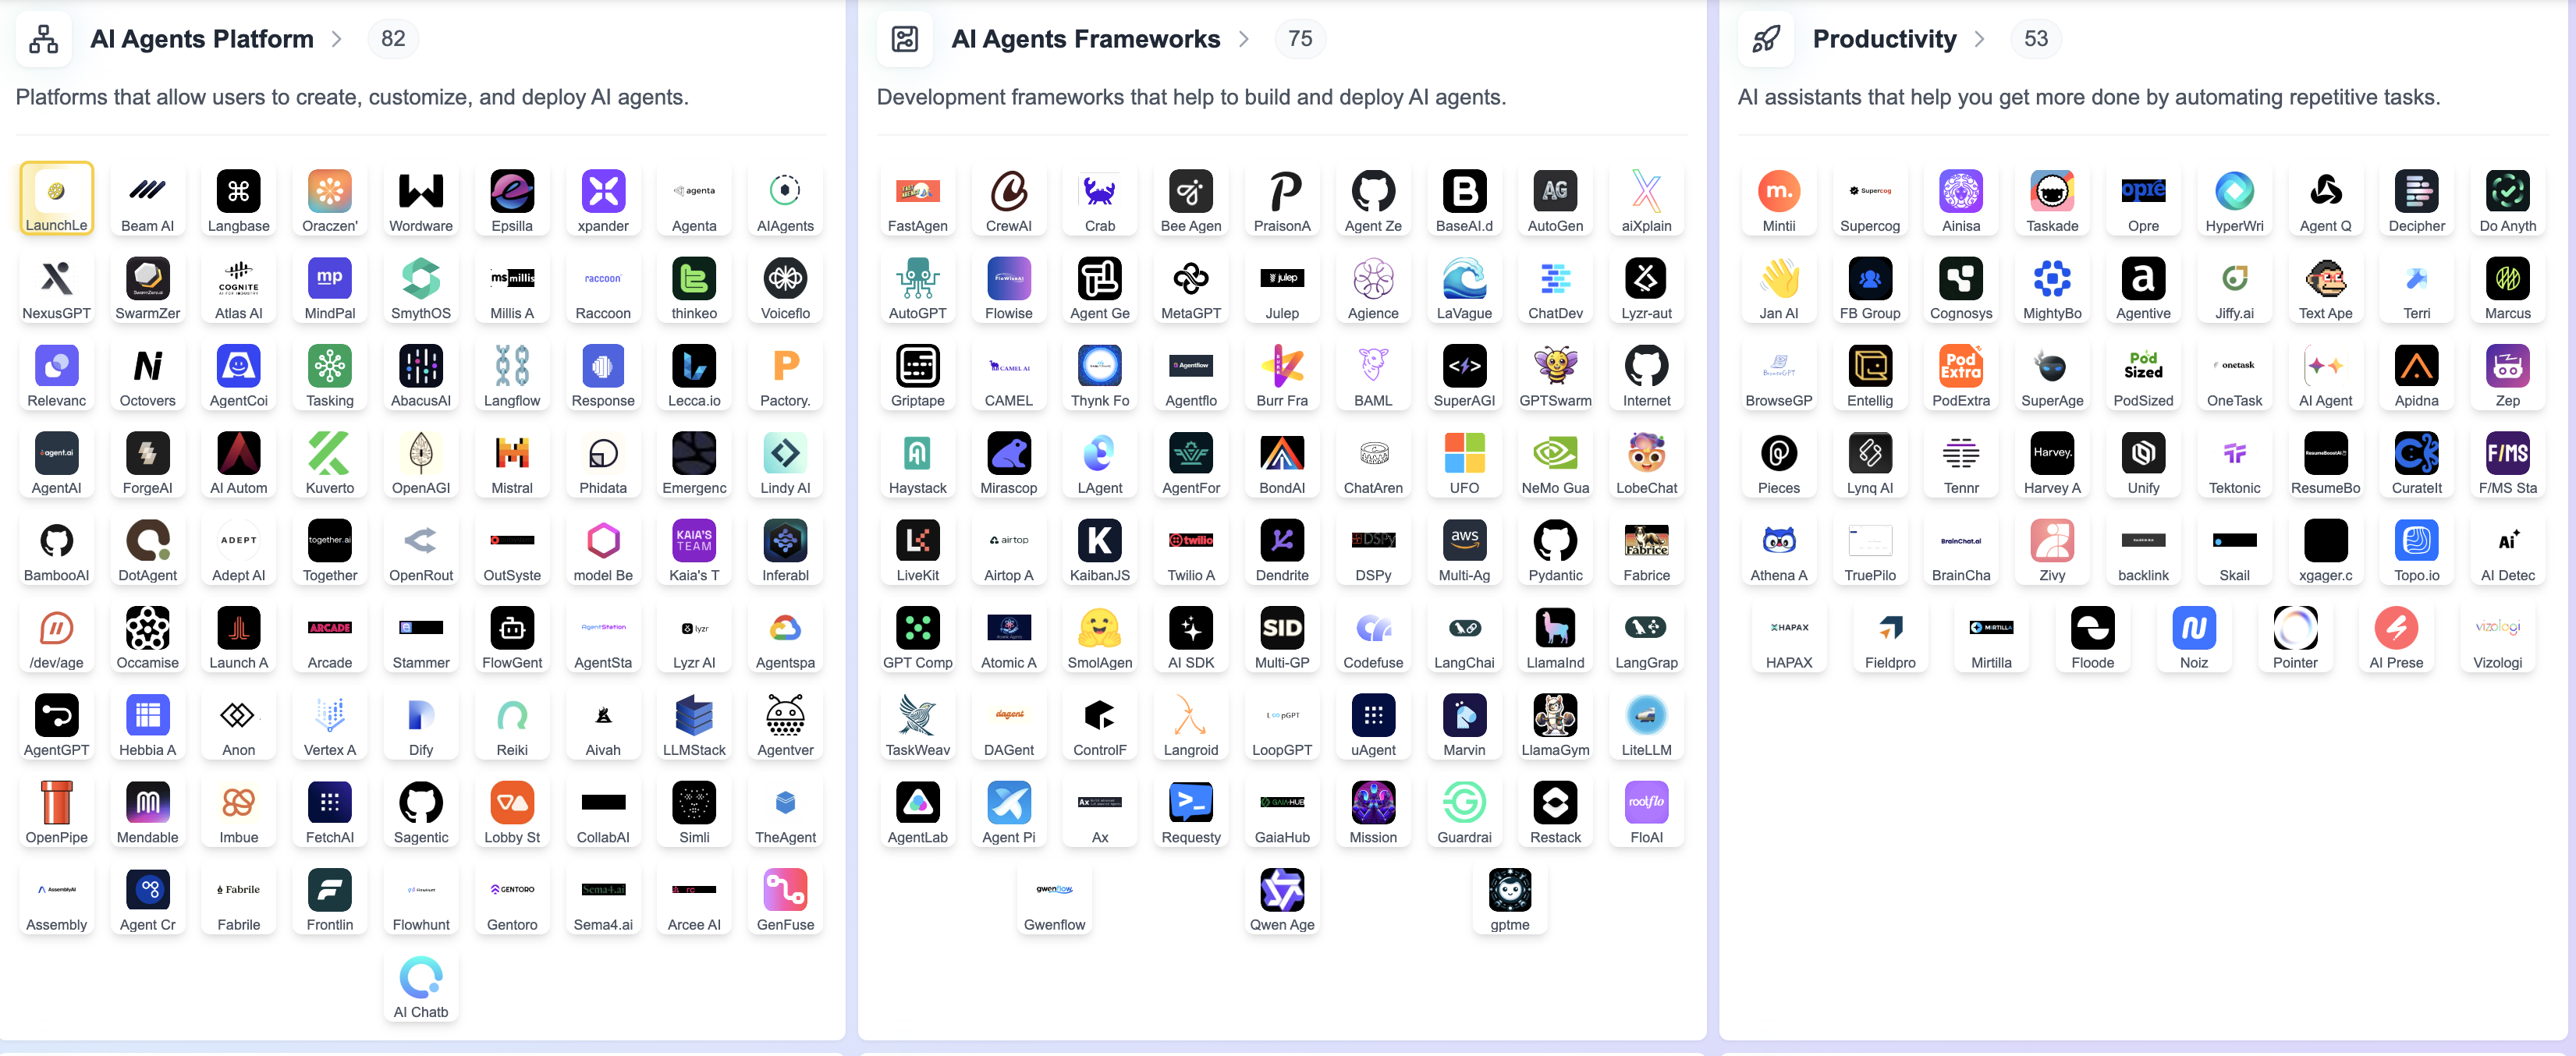 AI Agents Platform > 82
Platforms that allow users to create, customize, and deploy AI agents.
LaunchLe Beam AI Langbase Oraczen' Wordware Epsilla xpander Agenta AIAgents
NexusGPT SwarmZer Atlas AI MindPal SmythOS Millis A Raccoon thinkeo Voiceflo
Relevanc Octovers AgentCoi Tasking AbacusAI Langflow Response Lecca.io Pactory.
AgentAI ForgeAI AI Autom Kuverto OpenAGI Mistral Phidata Emergenc Lindy AI
BambooAI DotAgent Adept AI Together OpenRout OutSyste model Be Kaia's T Inferabl
/dev/age Occamise Launch A Arcade Stammer FlowGent AgentSta Lyzr AI Agentspa
AgentGPT Hebbia A Anon Vertex A Dify Reiki Aivah LLMStack Agentver
OpenPipe Mendable Imbue FetchAI Sagentic Lobby St CollabAI Simli TheAgent
Assembly Agent Cr Fabrile Frontlin Flowhunt Gentoro Sema4.ai Arcee AI GenFuse
AI Chatb
AI Agents Frameworks > 75
Development frameworks that help to build and deploy AI agents.
FastAgen CrewAI Crab Bee Agen PraisonA Agent Ze BaseAI.d AutoGen aiXplain
AutoGPT Flowise Agent Ge MetaGPT Julep Agience LaVague ChatDev Lyzr-aut
Griptape CAMEL Thynk Fo Agentflo Burr Fra BAML SuperAGI GPTSwarm Internet
Haystack Mirascop LAgent AgentFor BondAI ChatAren UFO NeMo Gua LobeChat
LiveKit Airtop A KaibanJS Twilio A Dendrite DSPy Multi-Ag Pydantic Fabrice
GPT Comp Atomic A SmolAgen AI SDK Multi-GP Codefuse LangChai LlamaInd LangGrap
TaskWeav DAGent ControlF Langroid LoopGPT uAgent Marvin LlamaGym LiteLLM
AgentLab Agent Pi Ax Requesty GaiaHub Mission Guardrai Restack FloAI
Gwenflow Qwen Age gptme
Productivity > 53
AI assistants that help you get more done by automating repetitive tasks.
Mintii Supercog Ainisa Taskade Opre HyperWri Agent Q Decipher Do Anyth
Jan AI FB Group Cognosys MightyBo Agentive Jiffy.ai Text Ape Terri Marcus
BrowseGP Entellig PodExtra SuperAge PodSized OneTask AI Agent Apidna Zep
Pieces Lynq AI Tennr Harvey A Unify Tektonic ResumeBo CurateIt F/MS Sta
Athena A TruePilo BrainCha Zivy backlink Skail xgager.c Topo.io AI Detec
HAPAX Fieldpro Mirtilla Floode Noiz Pointer AI Prese Vizologi